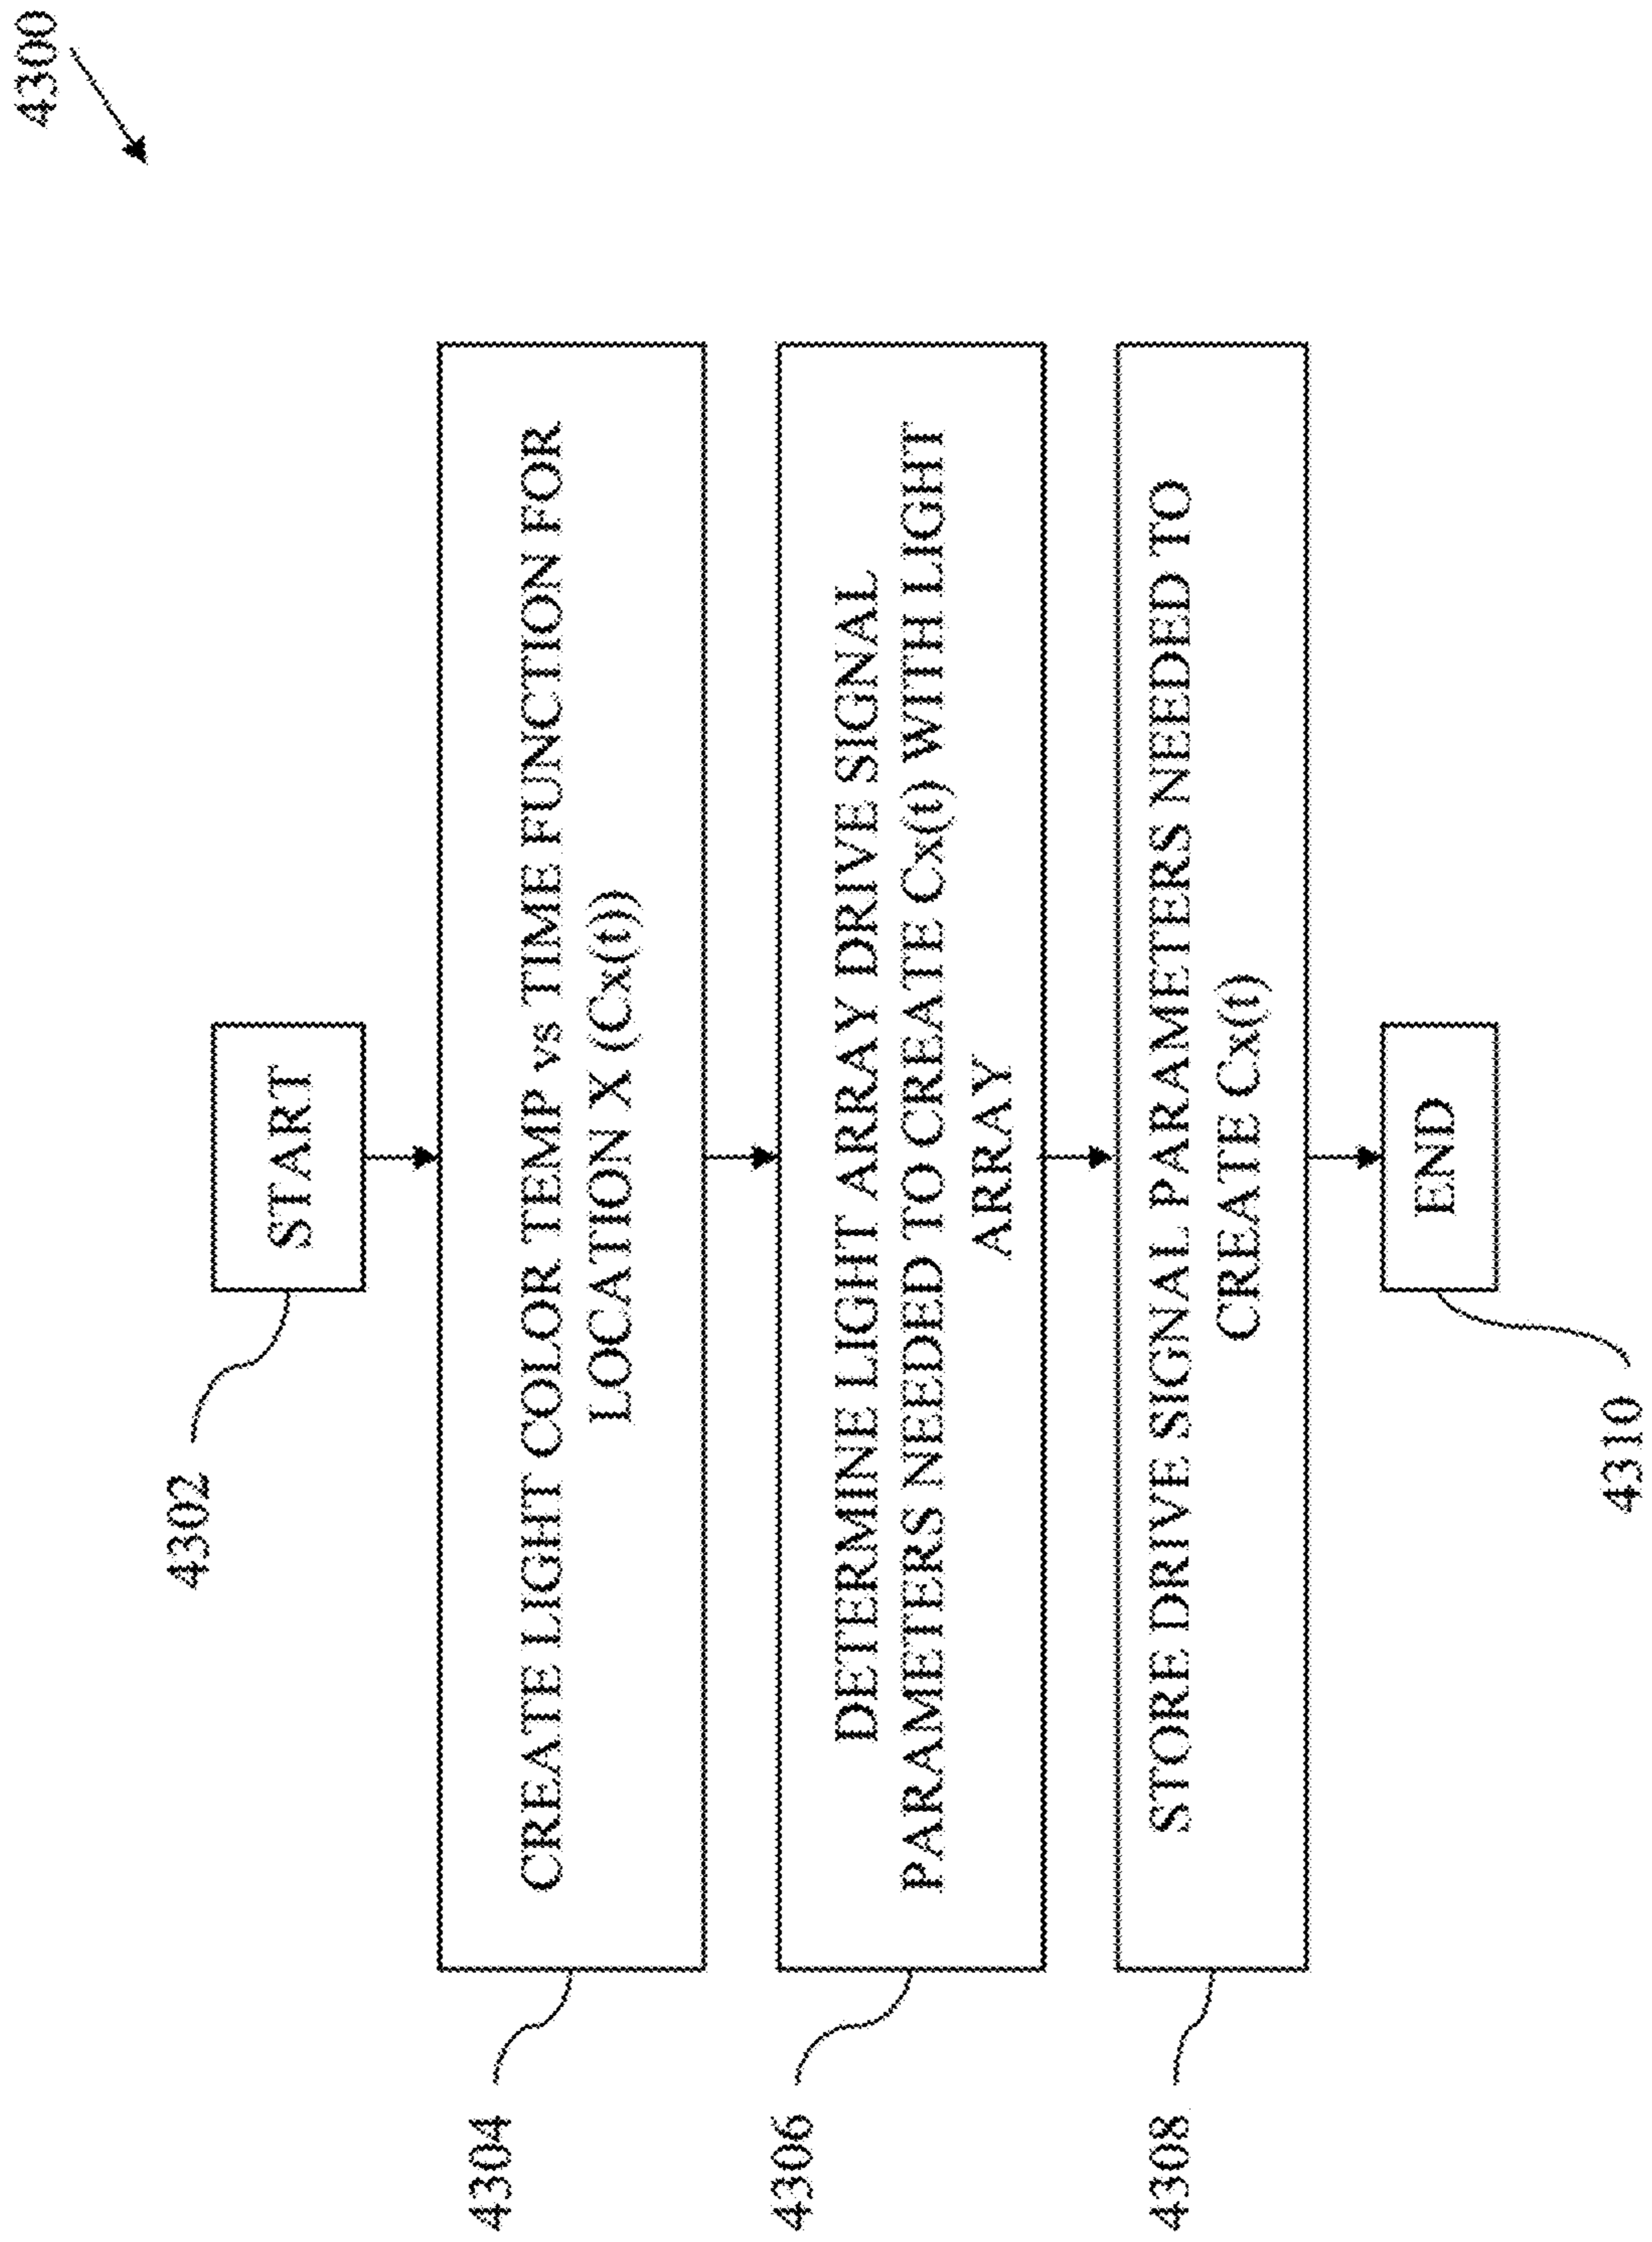 4300
4302
START
4304
CREATE LIGHT COLOR TEMP vs TIME FUNCTION FOR
LOCATION X (Cx(t))
4306
DETERMINE LIGHT ARRAY DRIVE SIGNAL
PARAMETERS NEEDED TO CREATE Cx(t) WITH LIGHT
ARRAY
4308
STORE DRIVE SIGNAL PARAMETERS NEEDED TO
CREATE Cx(t)
END
4310